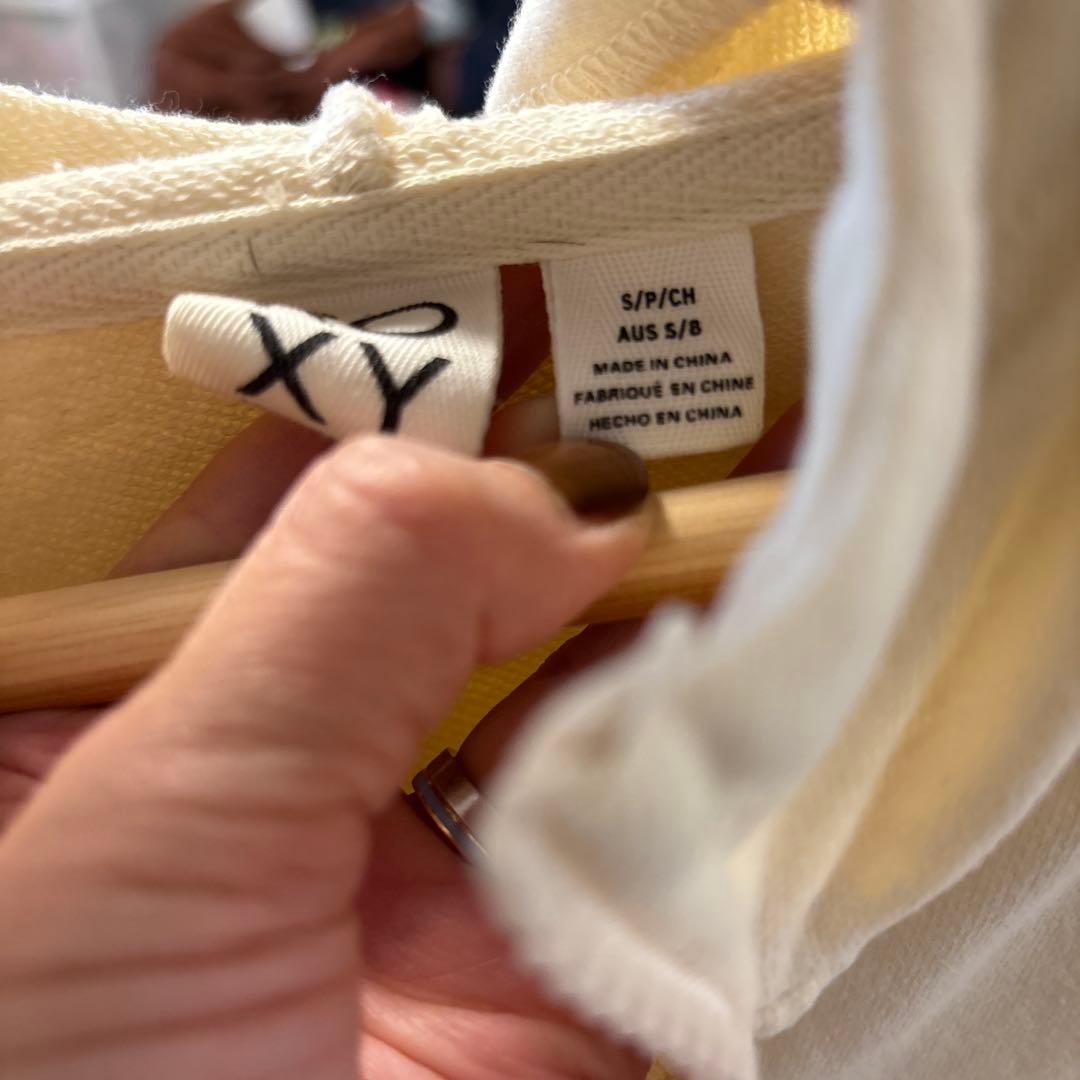 XY
S/P/CH
AUS S/8
MADE IN CHINA
FABRIQUÉ EN CHINE
HECHO EN CHINA